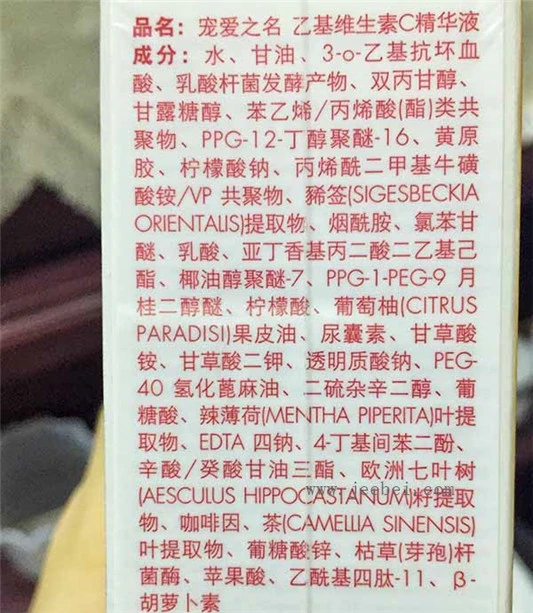 品名：宠爱之名 乙基维生素C精华液
成分：水、甘油、3-o-乙基抗坏血
酸、乳酸杆菌发酵产物、双丙甘醇、
甘露糖醇、苯乙烯/丙烯酸(酯)类共
聚物、PPG-12-丁醇聚醚-16、黄原
胶、柠檬酸钠、丙烯酰二甲基牛磺
酸铵/VP 共聚物、豨签(SIGESBECKIA
ORIENTALIS)提取物、烟酰胺、氯苯甘
醚、乳酸、亚丁香基丙二酸二乙基己
酯、椰油醇聚醚-7、PPG-1-PEG-9 月
桂二醇醚、柠檬酸、葡萄柚(CITRUS
PARADISI)果皮油、尿囊素、甘草酸
铵、甘草酸二钾、透明质酸钠、PEG-
40 氢化蓖麻油、二硫杂辛二醇、葡
糖酸、辣薄荷(MENTHA PIPERITA)叶提
取物、EDTA 四钠、4-丁基间苯二酚、
辛酸/癸酸甘油三酯、欧洲七叶树
www.jeebei.com
(AESCULUS HIPPOCASTANUM)籽提取
物、咖啡因、茶(CAMELLIA SINENSIS)
叶提取物、葡糖酸锌、枯草(芽孢)杆
菌酶、苹果酸、乙酰基四肽-11、β-
胡萝卜素